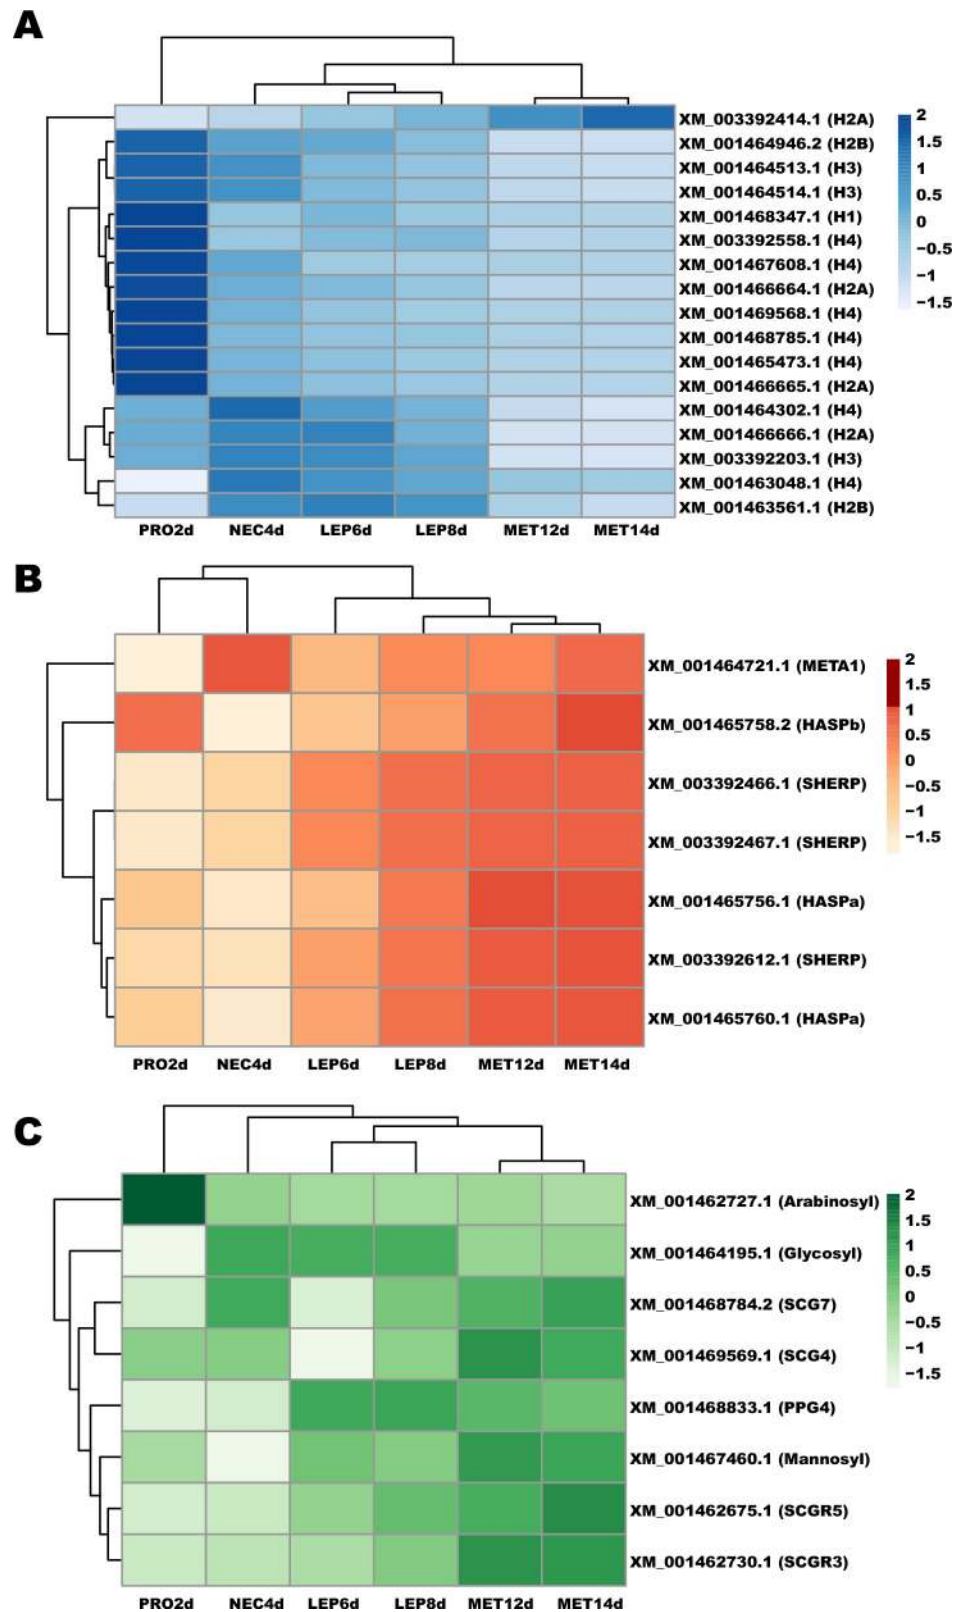 A
XM_003392414.1 (H2A)
XM_001464946.2 (H2B)
XM_001464513.1 (H3)
XM_001464514.1 (H3)
XM_001468347.1 (H1)
XM_003392558.1 (H4)
XM_001467608.1 (H4)
XM_001466664.1 (H2A)
XM_001469568.1 (H4)
XM_001468785.1 (H4)
XM_001465473.1 (H4)
XM_001466665.1 (H2A)
XM_001464302.1 (H4)
XM_001466666.1 (H2A)
XM_003392203.1 (H3)
XM_001463048.1 (H4)
XM_001463561.1 (H2B)
2
1.5
1
0.5
0
−0.5
−1
−1.5
PRO2d NEC4d LEP6d LEP8d MET12d MET14d
B
XM_001464721.1 (META1)
XM_001465758.2 (HASPb)
XM_003392466.1 (SHERP)
XM_003392467.1 (SHERP)
XM_001465756.1 (HASPa)
XM_003392612.1 (SHERP)
XM_001465760.1 (HASPa)
2
1.5
1
0.5
0
−0.5
−1
−1.5
PRO2d NEC4d LEP6d LEP8d MET12d MET14d
C
XM_001462727.1 (Arabinosyl)
XM_001464195.1 (Glycosyl)
XM_001468784.2 (SCG7)
XM_001469569.1 (SCG4)
XM_001468833.1 (PPG4)
XM_001467460.1 (Mannosyl)
XM_001462675.1 (SCGR5)
XM_001462730.1 (SCGR3)
2
1.5
1
0.5
0
−0.5
−1
−1.5
PRO2d NEC4d LEP6d LEP8d MET12d MET14d